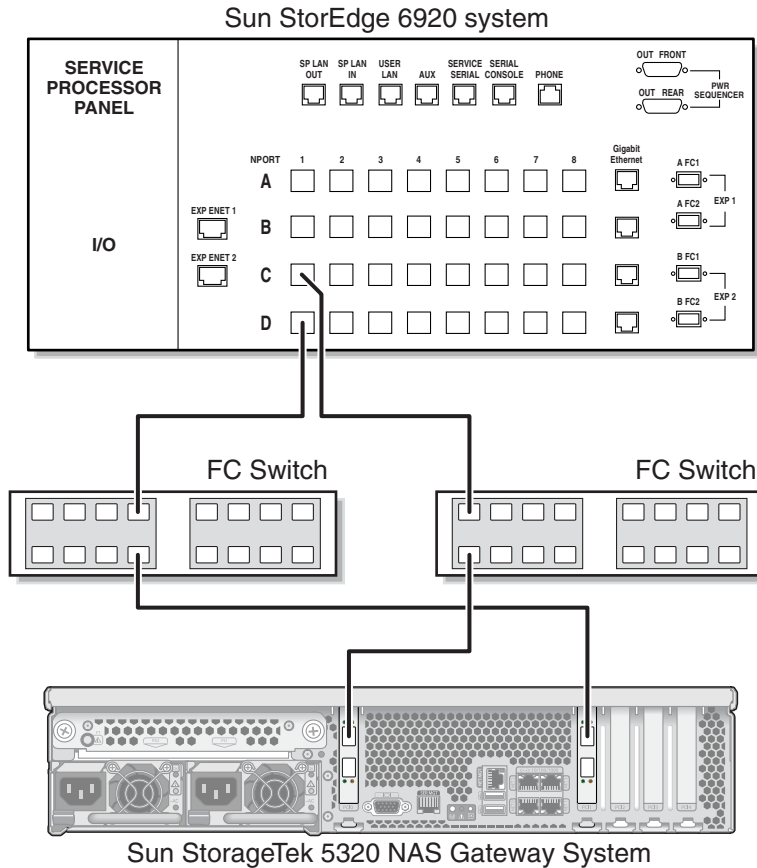 Sun StorEdge 6920 system
SERVICE PROCESSOR PANEL
SP LAN OUT
SP LAN IN
USER LAN
AUX
SERVICE SERIAL
SERIAL CONSOLE
PHONE
OUT FRONT
OUT REAR
PWR SEQUENCER
I/O
NPORT 1 2 3 4 5 6 7 8
Gigabit Ethernet
A
B
C
D
EXP ENET 1
EXP ENET 2
A FC1
A FC2
EXP 1
B FC1
B FC2
EXP 2
FC Switch
FC Switch
Sun StorageTek 5320 NAS Gateway System